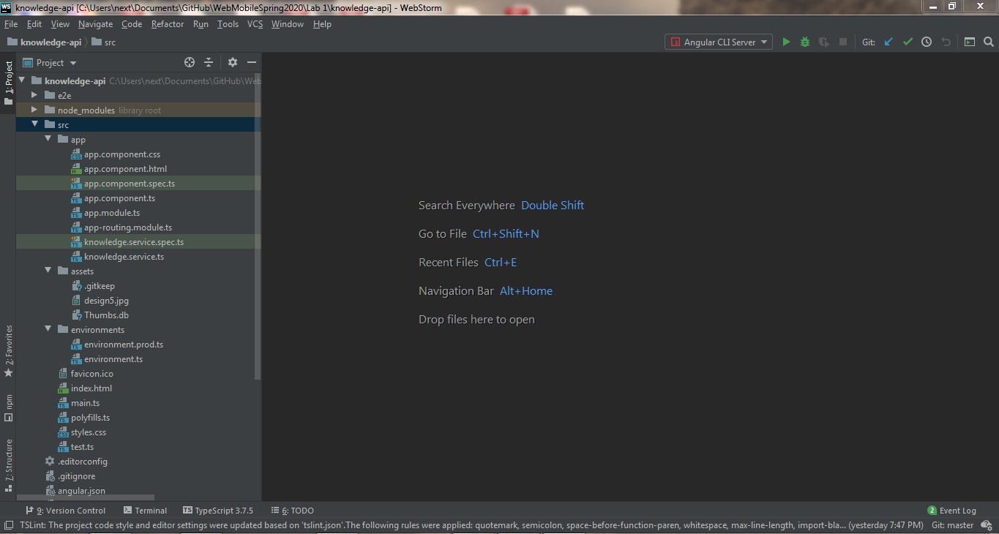 WS knowledge-api [C:\Users\next\Documents\GitHub\WebMobileSpring2020\Lab 1\knowledge-api] - WebStorm
File Edit View Navigate Code Refactor Run Tools VCS Window Help
knowledge-api src
Angular CLI Server
Git:
1: Project
Project
knowledge-api C:\Users\next\Documents\GitHub\Web
e2e
node_modules library root
src
app
app.component.css
app.component.html
app.component.spec.ts
app.component.ts
app.module.ts
app-routing.module.ts
knowledge.service.spec.ts
knowledge.service.ts
assets
.gitkeep
design5.jpg
Thumbs.db
environments
environment.prod.ts
environment.ts
favicon.ico
index.html
main.ts
polyfills.ts
styles.css
test.ts
.editorconfig
.gitignore
angular.json
2: Favorites
npm
7: Structure
Search Everywhere Double Shift
Go to File Ctrl+Shift+N
Recent Files Ctrl+E
Navigation Bar Alt+Home
Drop files here to open
9: Version Control Terminal TS TypeScript 3.7.5 6: TODO
2 Event Log
TSLint: The project code style and editor settings were updated based on 'tslint.json'.The following rules were applied: quotemark, semicolon, space-before-function-paren, whitespace, max-line-length, import-bla... (yesterday 7:47 PM) Git: master